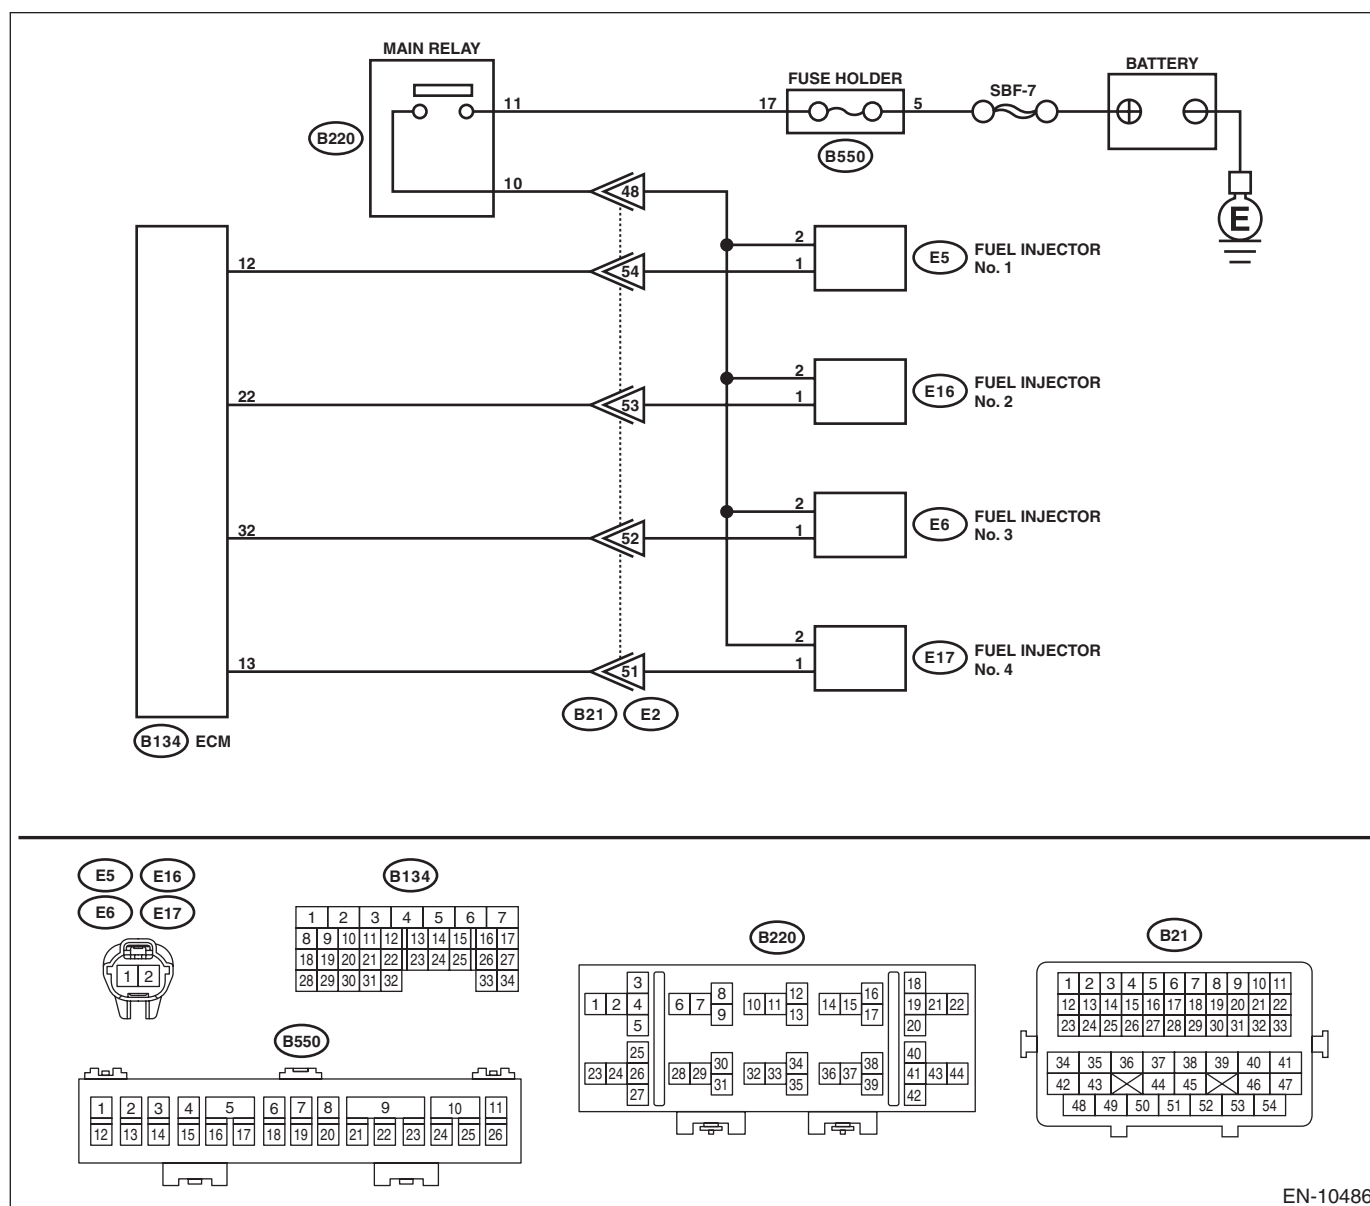 MAIN RELAY
FUSE HOLDER
SBF-7
BATTERY
11
17
5
B220
B550
10
48
E
2
E5
FUEL INJECTOR
No. 1
12
54
1
2
E16
FUEL INJECTOR
No. 2
22
53
1
2
E6
FUEL INJECTOR
No. 3
32
52
1
2
E17
FUEL INJECTOR
No. 4
13
51
1
B21
E2
B134
ECM
E5
E16
E6
E17
1 2
B134
1 2 3 4 5 6 7
8 9 10 11 12 13 14 15 16 17
18 19 20 21 22 23 24 25 26 27
28 29 30 31 32 33 34
B550
1 2 3 4 5 6 7 8 9 10 11
12 13 14 15 16 17 18 19 20 21 22 23 24 25 26
B220
3 8 12 16 18
1 2 4 6 7 10 11 14 15 19 21 22
5 9 13 17 20
25 30 34 38 40
23 24 26 28 29 32 33 36 37 41 43 44
27 31 35 39 42
B21
1 2 3 4 5 6 7 8 9 10 11
12 13 14 15 16 17 18 19 20 21 22
23 24 25 26 27 28 29 30 31 32 33
34 35 36 37 38 39 40 41
42 43 44 45 46 47
48 49 50 51 52 53 54
EN-10486